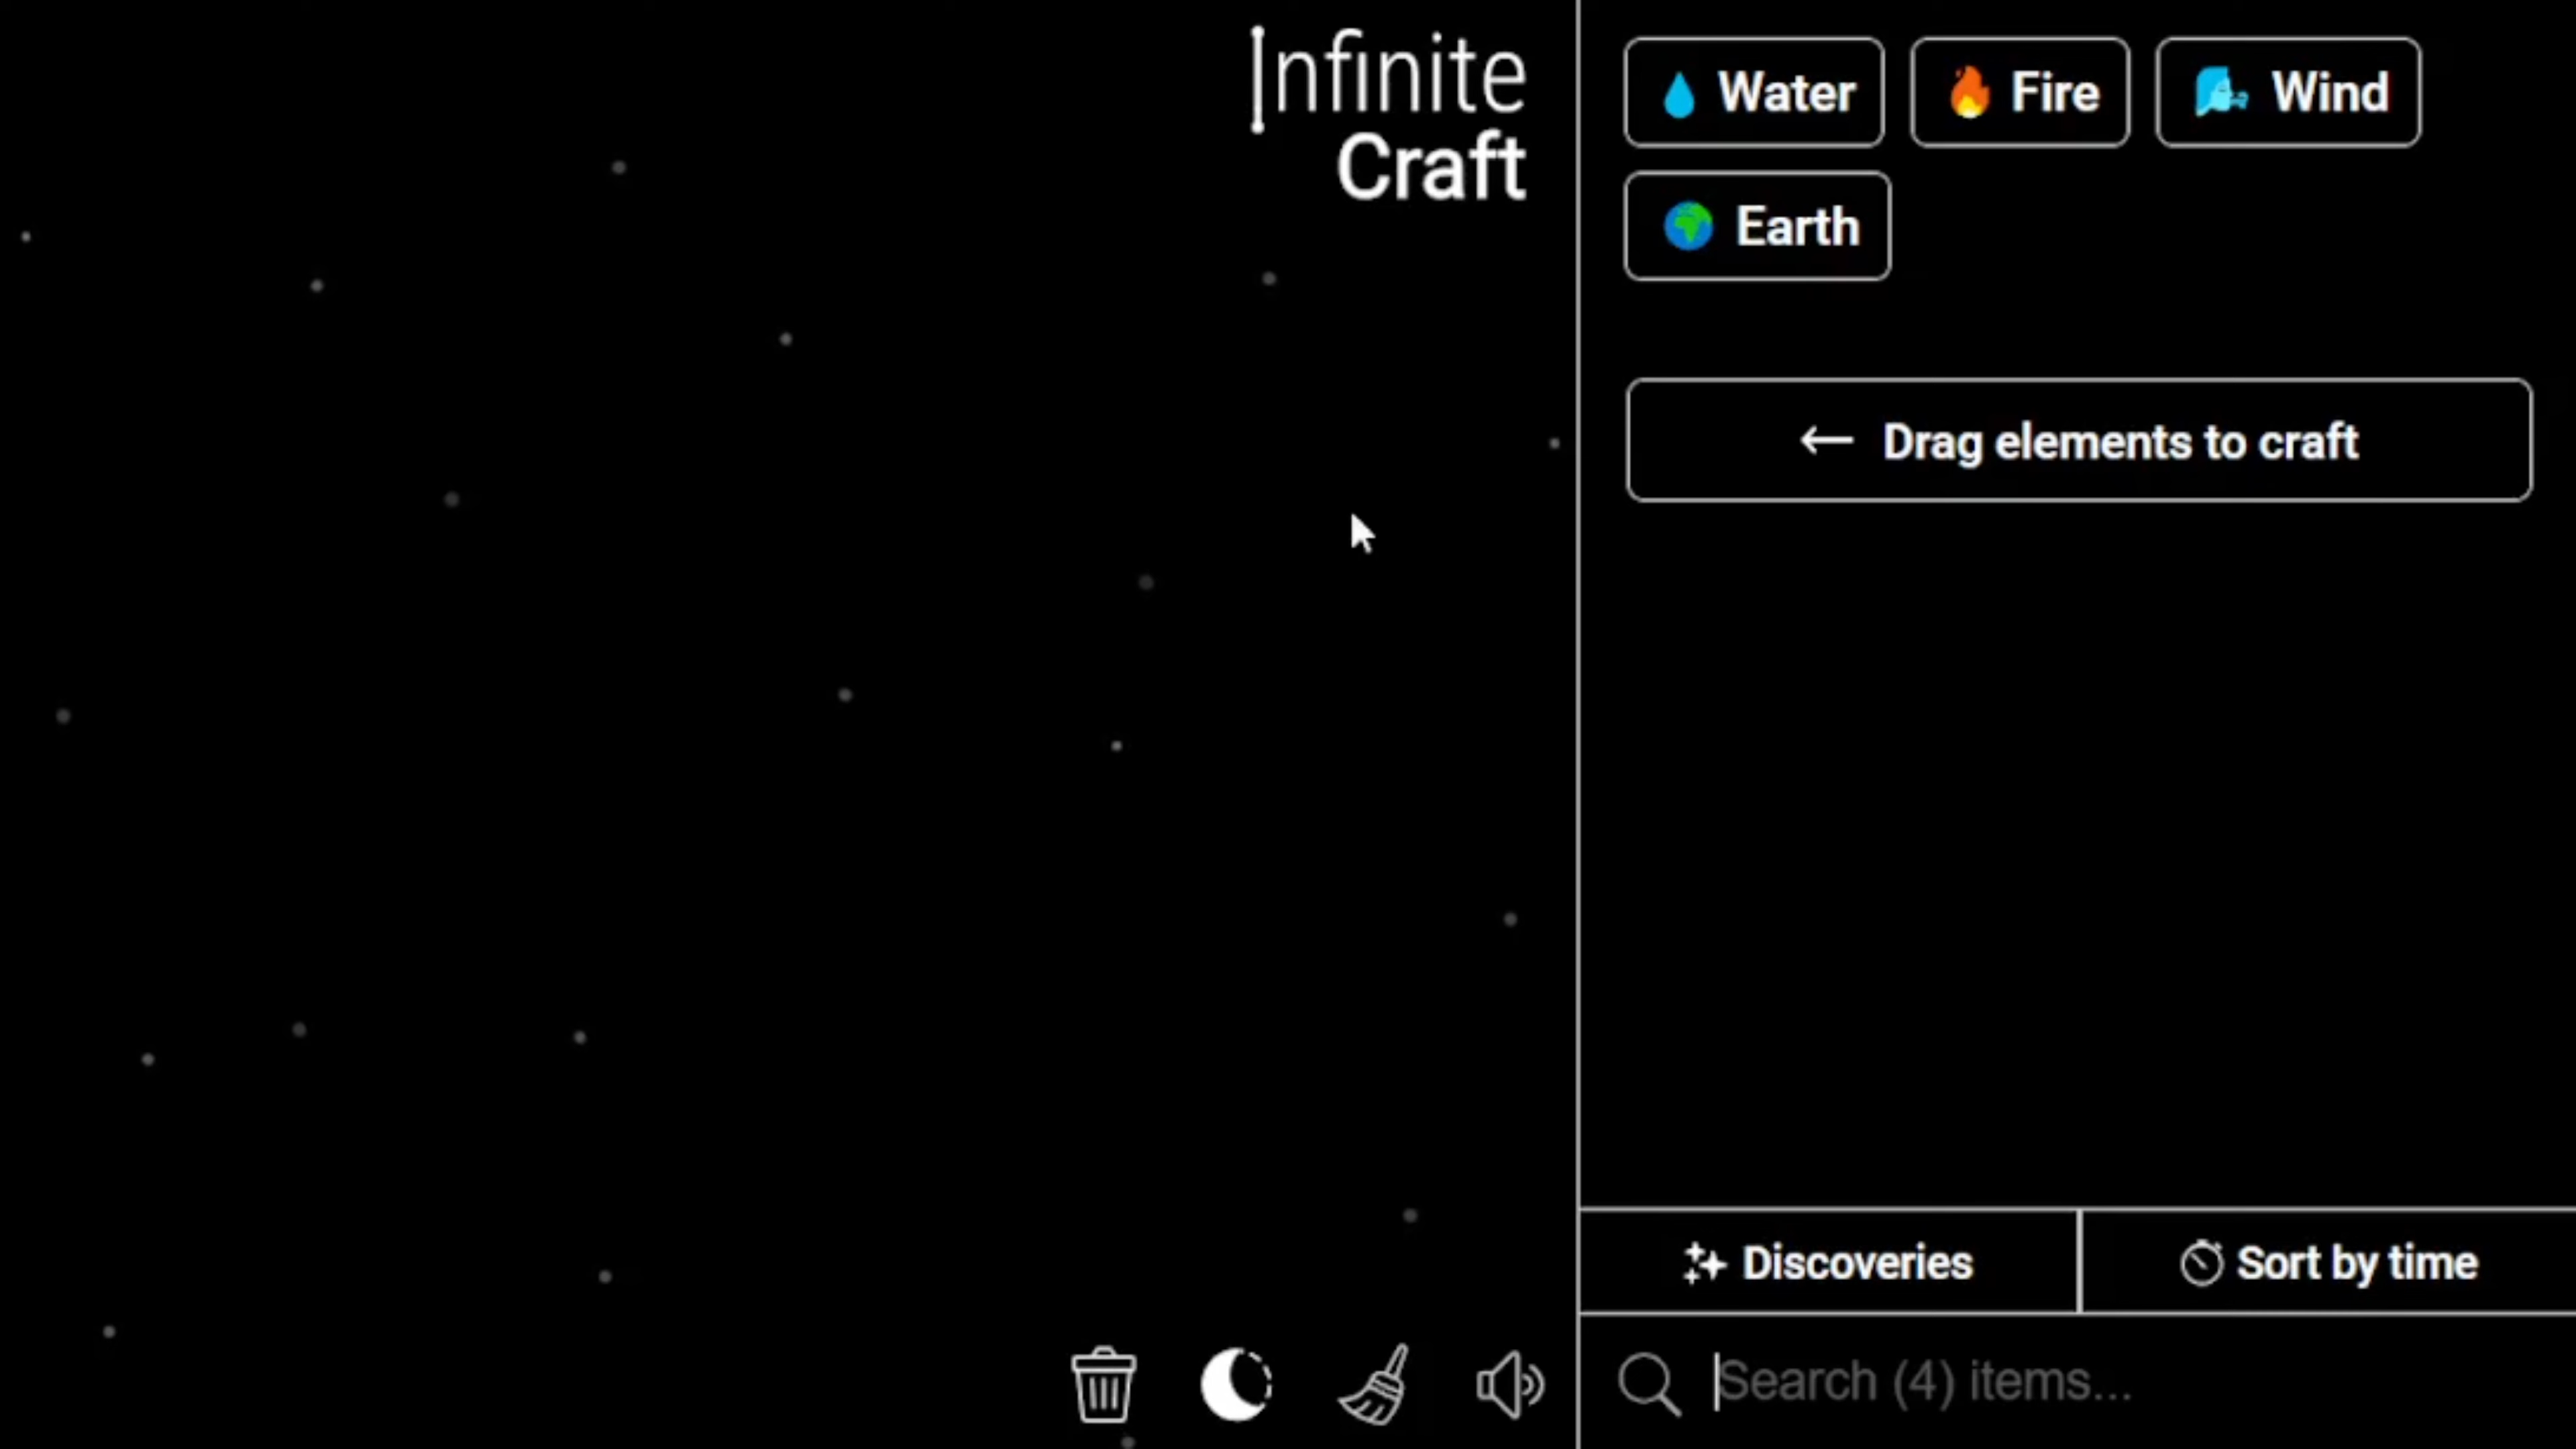 Infinite
Craft
Water
Fire
Wind
Earth
← Drag elements to craft
Discoveries
Sort by time
Search (4) items...